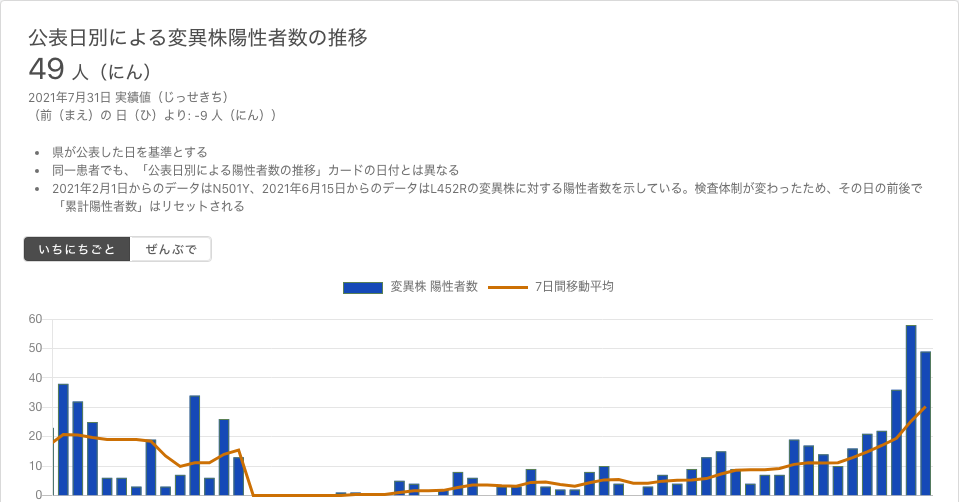 公表日別による変異株陽性者数の推移
49 人（にん）
2021年7月31日 実績値（じっせきち）
（前（まえ）の 日（ひ）より: -9 人（にん））
• 県が公表した日を基準とする
• 同一患者でも、「公表日別による陽性者数の推移」カードの日付とは異なる
• 2021年2月1日からのデータはN501Y、2021年6月15日からのデータはL452Rの変異株に対する陽性者数を示している。検査体制が変わったため、その日の前後で
「累計陽性者数」はリセットされる
いちにちごと ぜんぶで
変異株 陽性者数 7日間移動平均
60
50
40
30
20
10
0